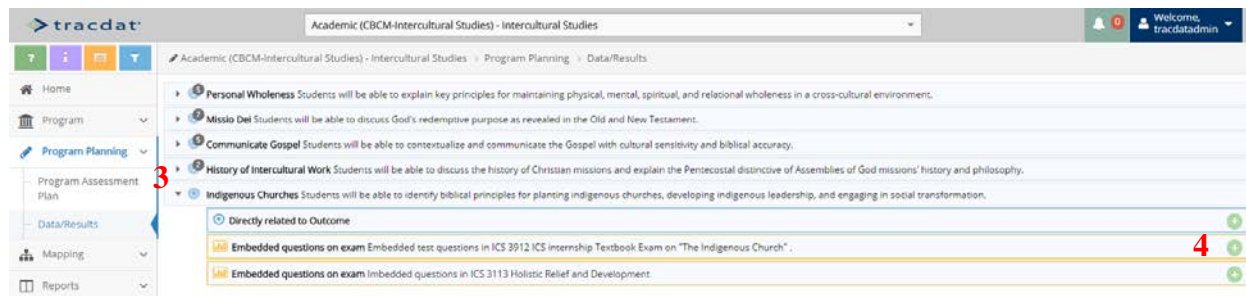 tracdat
Academic (CBCM-Intercultural Studies) - Intercultural Studies
0
Welcome,
tracdatadmin
? i
Academic (CBCM-Intercultural Studies) - Intercultural Studies > Program Planning > Data/Results
Home
Program
Program Planning
Program Assessment
Plan
Data/Results
Mapping
Reports
Personal Wholeness Students will be able to explain key principles for maintaining physical, mental, spiritual, and relational wholeness in a cross-cultural environment.
Missio Dei Students will be able to discuss God's redemptive purpose as revealed in the Old and New Testament.
Communicate Gospel Students will be able to contextualize and communicate the Gospel with cultural sensitivity and biblical accuracy.
History of Intercultural Work Students will be able to discuss the history of Christian missions and explain the Pentecostal distinctive of Assemblies of God missions' history and philosophy.
3
Indigenous Churches Students will be able to identify biblical principles for planting indigenous churches, developing indigenous leadership, and engaging in social transformation.
Directly related to Outcome
Embedded questions on exam Embedded test questions in ICS 3912 ICS internship Textbook Exam on "The Indigenous Church" .
4
Embedded questions on exam Imbedded questions in ICS 3113 Holistic Relief and Development